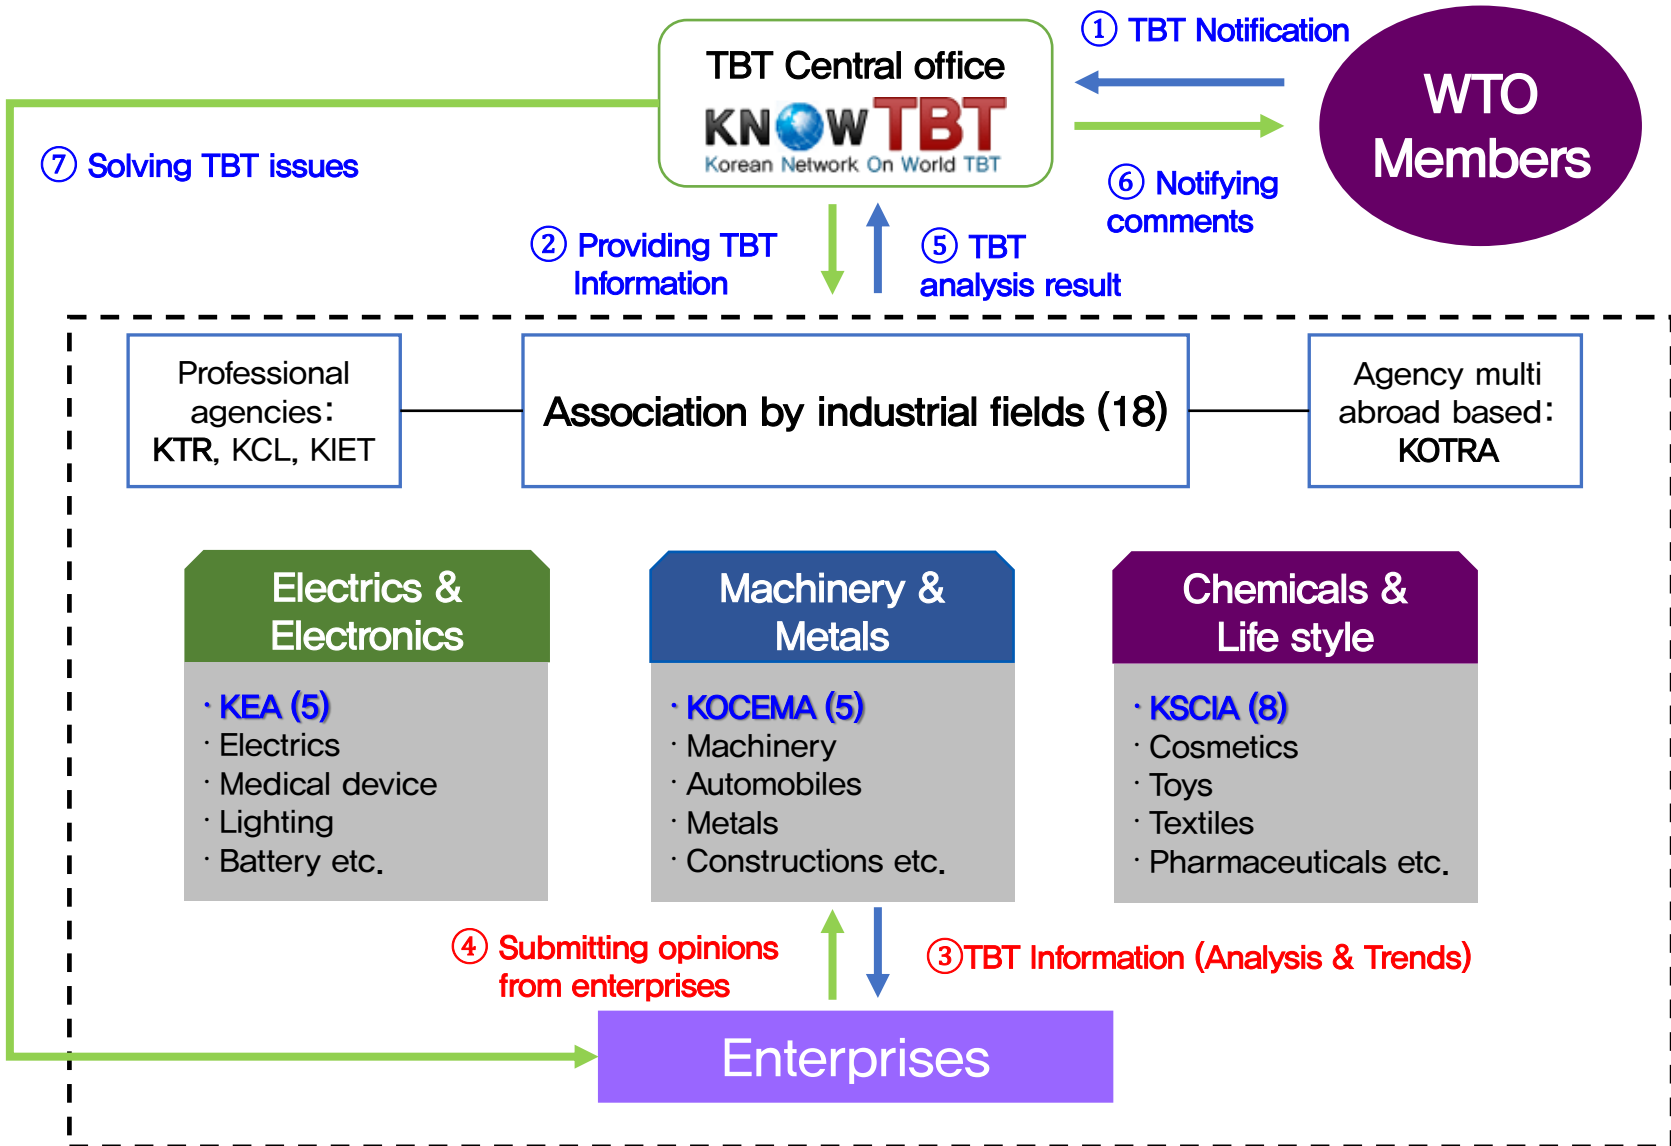 TBT Central office
KNOW TBT
Korean Network On World TBT
① TBT Notification
WTO
Members
⑥ Notifying
comments
⑦ Solving TBT issues
② Providing TBT
Information
⑤ TBT
analysis result
Professional
agencies:
KTR, KCL, KIET
Association by industrial fields (18)
Agency multi
abroad based:
KOTRA
Electrics &
Electronics
· KEA (5)
· Electrics
· Medical device
· Lighting
· Battery etc.
Machinery &
Metals
· KOCEMA (5)
· Machinery
· Automobiles
· Metals
· Constructions etc.
Chemicals &
Life style
· KSCIA (8)
· Cosmetics
· Toys
· Textiles
· Pharmaceuticals etc.
④ Submitting opinions
from enterprises
③TBT Information (Analysis & Trends)
Enterprises